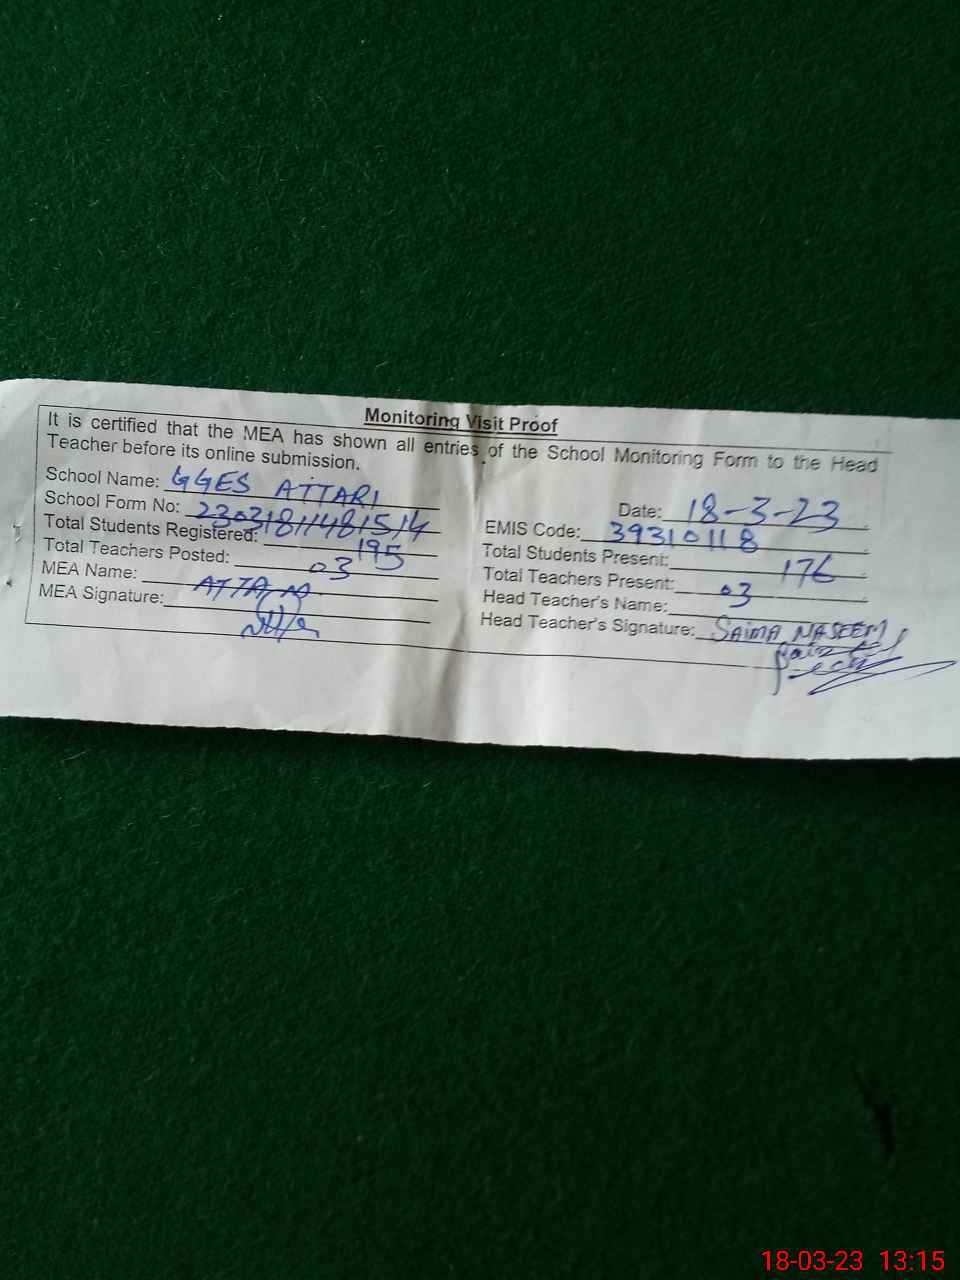 Monitoring Visit Proof
It is certified that the MEA has shown all entries of the School Monitoring Form to the Head
Teacher before its online submission.
School Name: GGES ATTARI
Date: 18-3-23
School Form No: 23031811481514
EMIS Code: 39310118
Total Students Registered: 195
Total Students Present: 176
Total Teachers Posted: 03
Total Teachers Present: 03
MEA Name:
Head Teacher's Name:
MEA Signature:
Head Teacher's Signature: SAIMA NASEEM
18-03-23 13:15